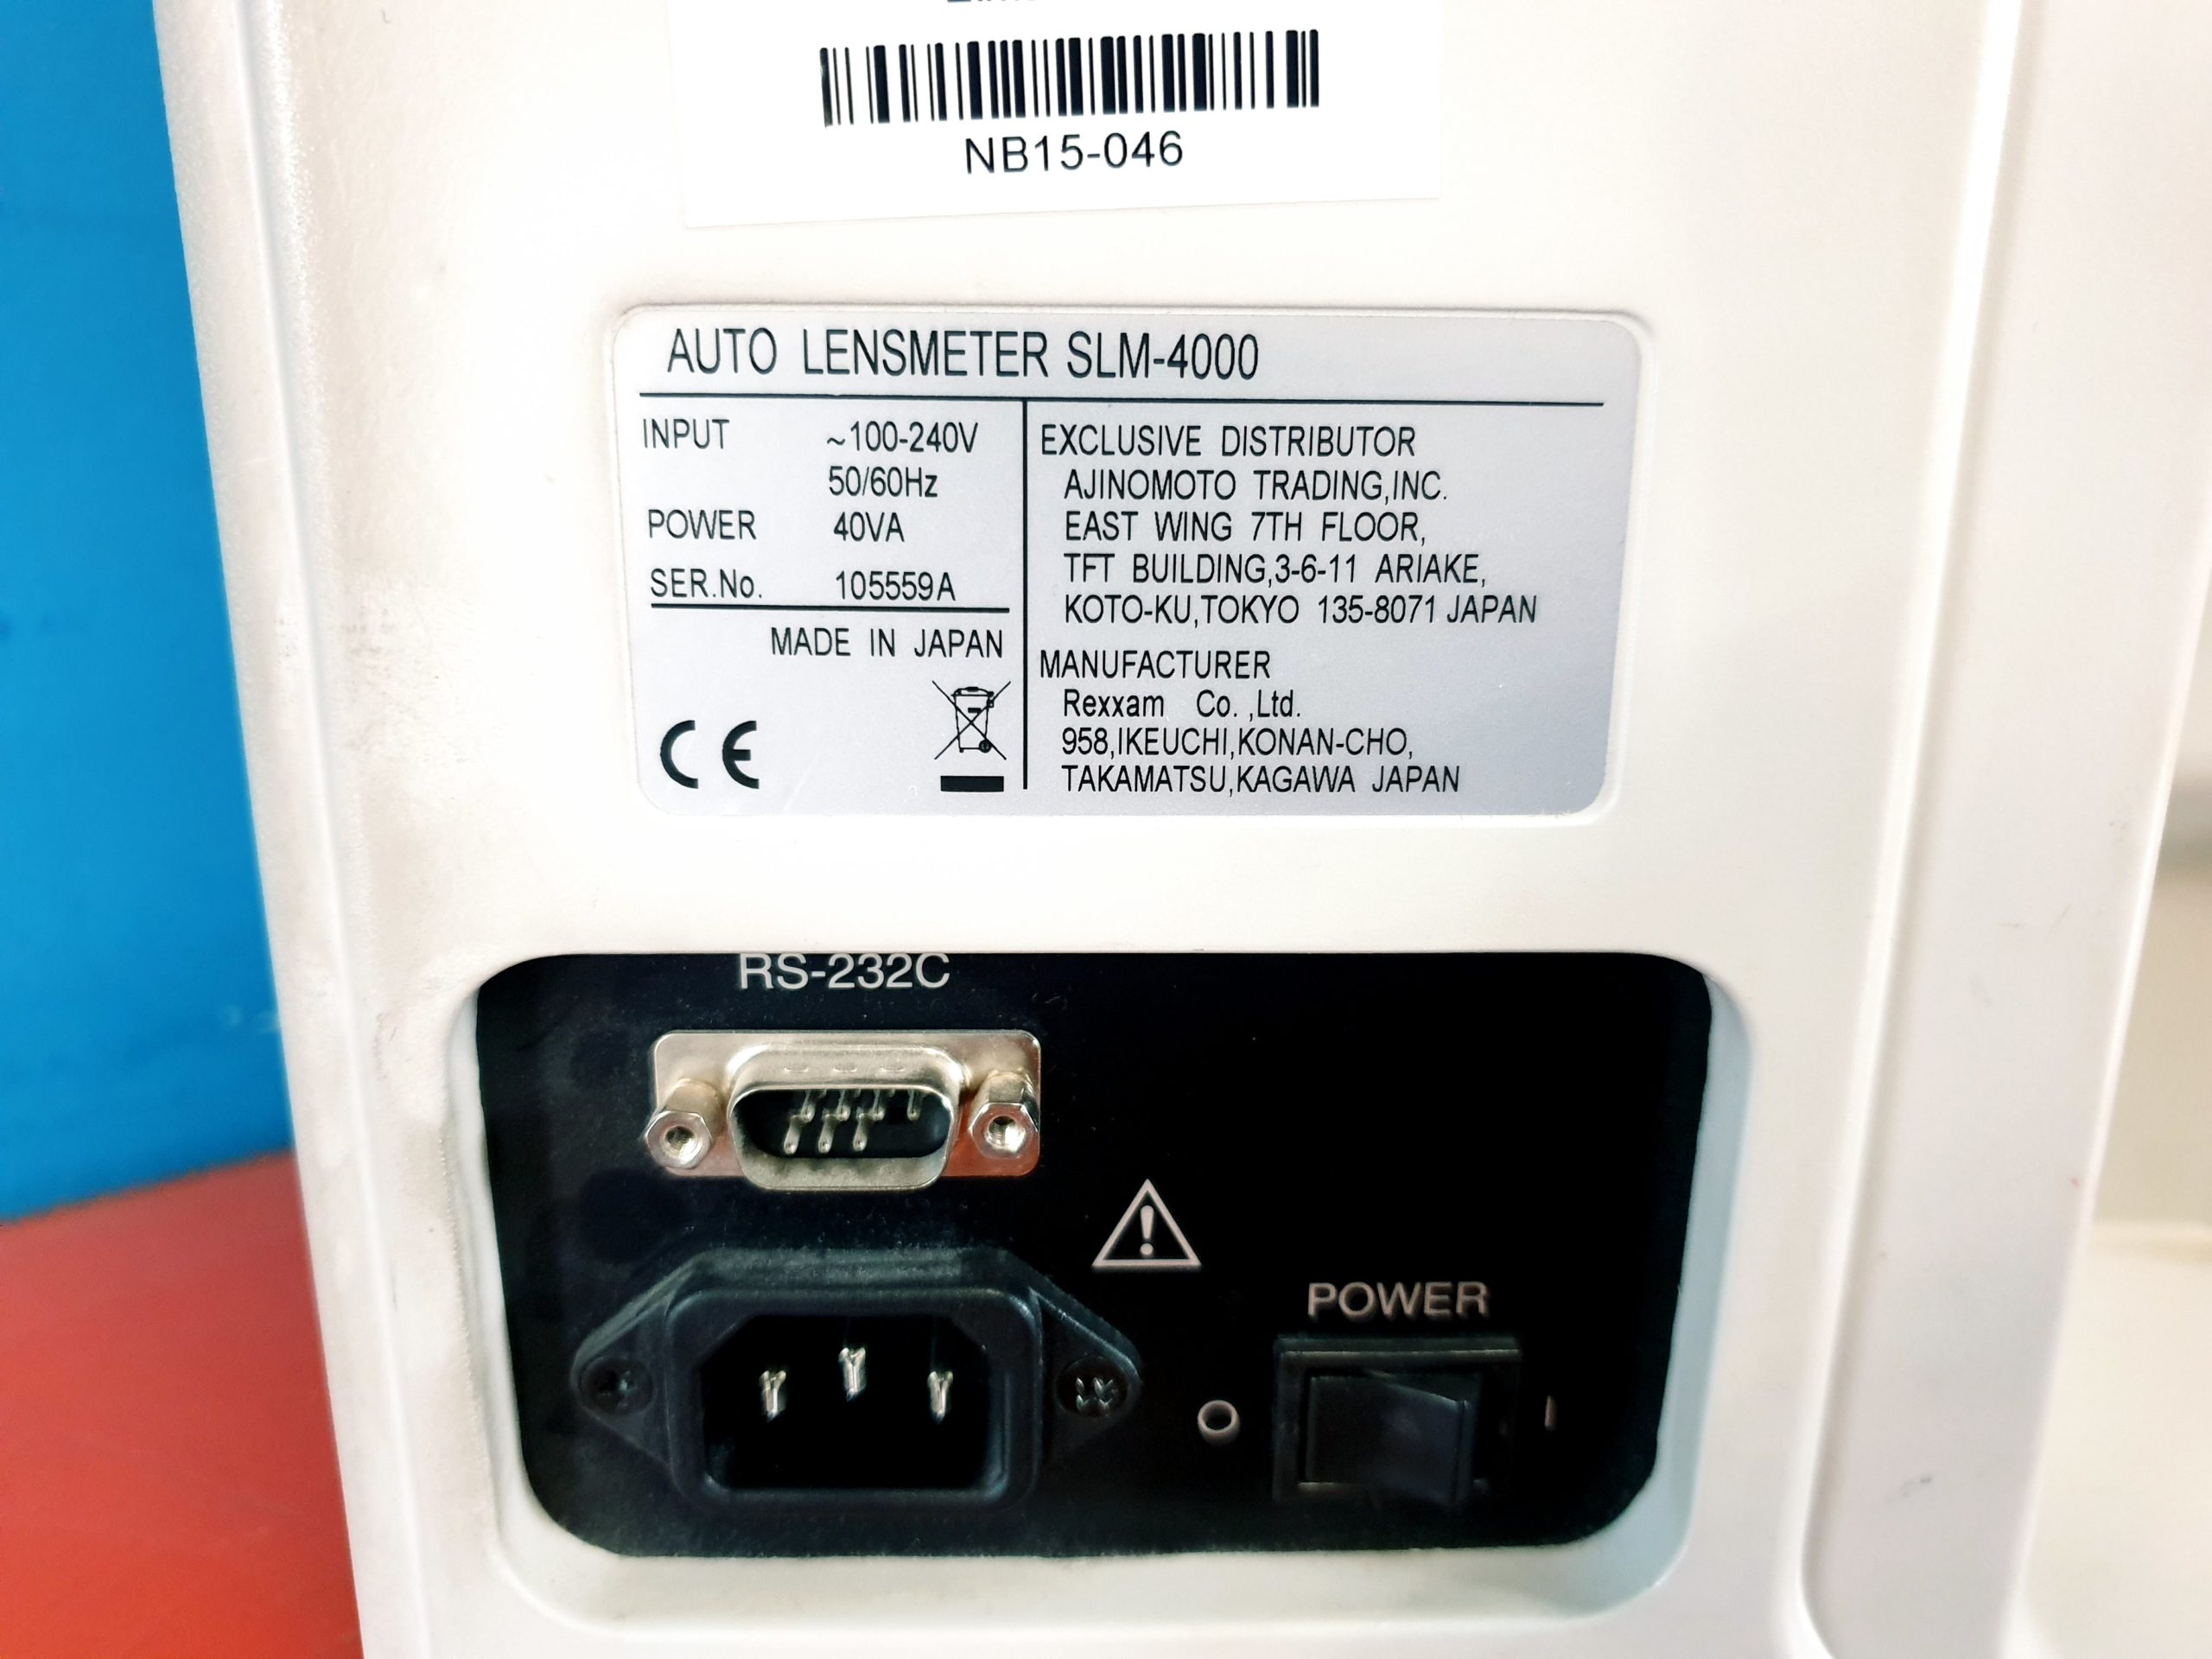 NB15-046
AUTO LENSMETER SLM-4000
INPUT ~100-240V
50/60Hz
POWER 40VA
SER.No. 105559A
MADE IN JAPAN
CE
EXCLUSIVE DISTRIBUTOR
AJINOMOTO TRADING,INC.
EAST WING 7TH FLOOR,
TFT BUILDING,3-6-11 ARIAKE,
KOTO-KU,TOKYO 135-8071 JAPAN
MANUFACTURER
Rexxam Co.,Ltd.
958,IKEUCHI,KONAN-CHO,
TAKAMATSU,KAGAWA JAPAN
RS-232C
POWER
O I